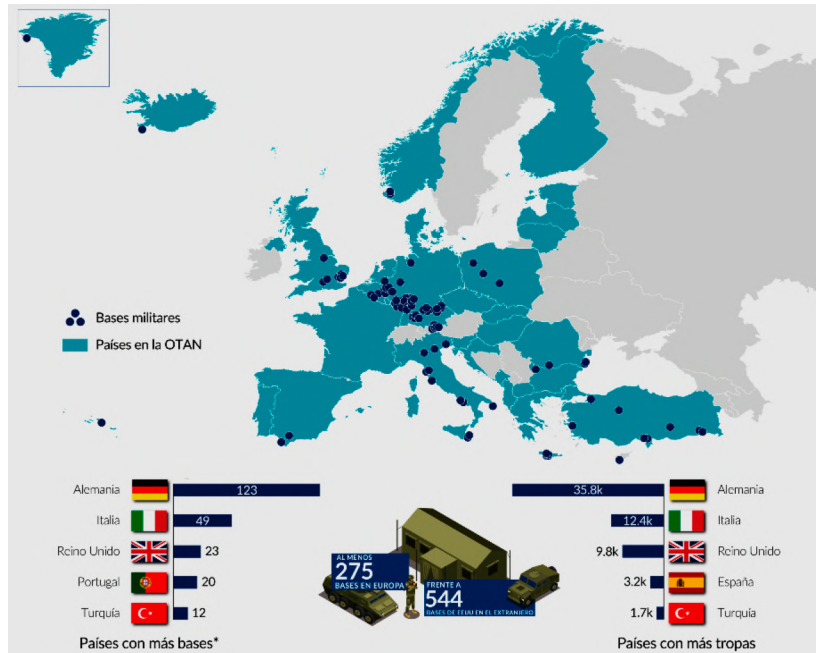 Bases militares
Países en la OTAN
Alemania 123
Italia 49
Reino Unido 23
Portugal 20
Turquía 12
Países con más bases*
AL MENOS
275
BASES EN EUROPA
FRENTE A
544
BASES DE EEUU EN EL EXTRANJERO
35.8k Alemania
12.4k Italia
9.8k Reino Unido
3.2k España
1.7k Turquía
Países con más tropas